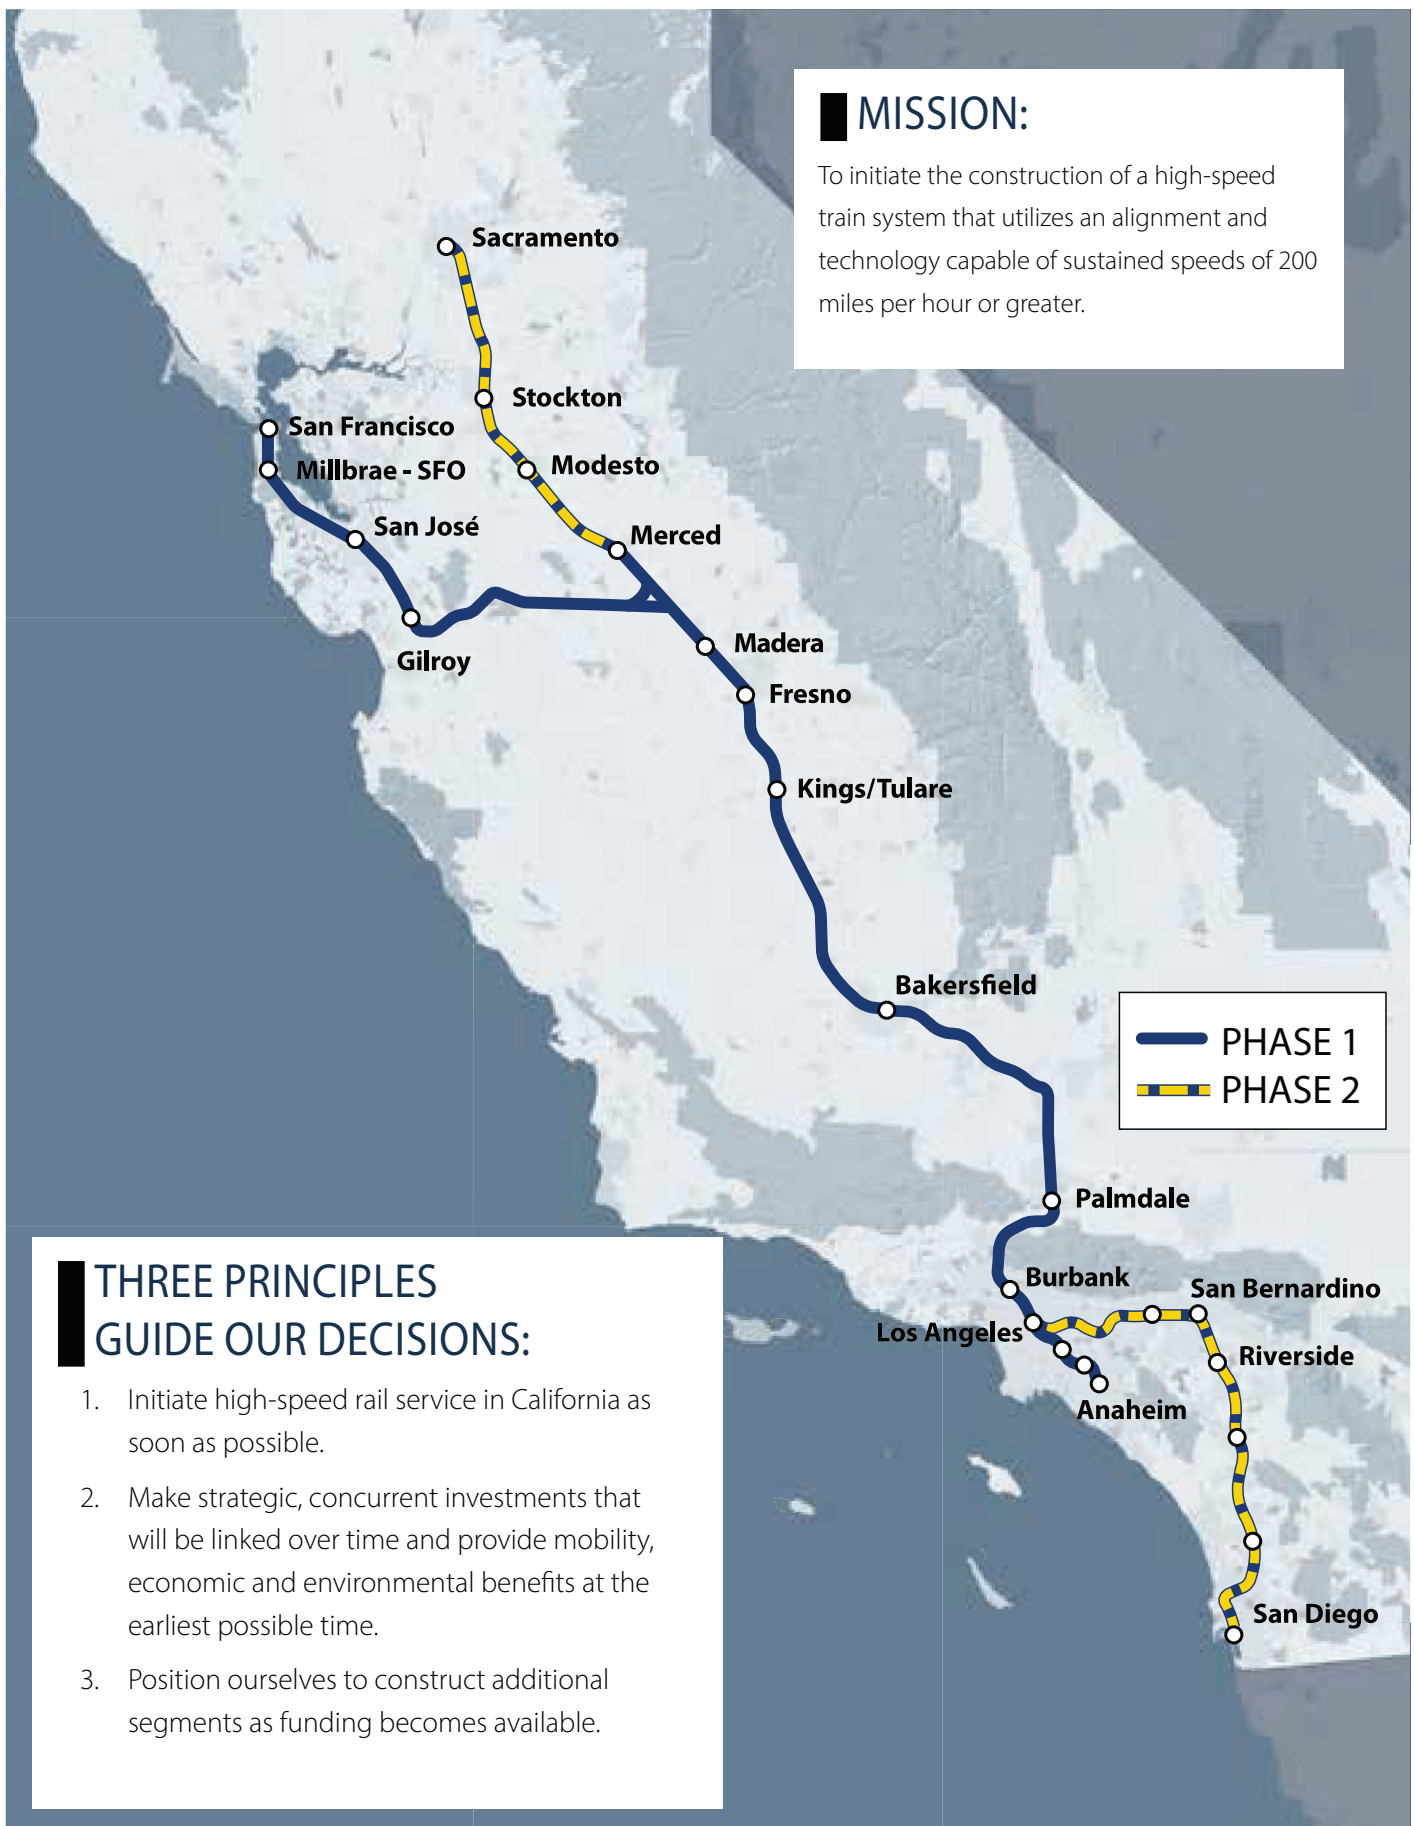 MISSION:
To initiate the construction of a high-speed
train system that utilizes an alignment and
technology capable of sustained speeds of 200
miles per hour or greater.
Sacramento
Stockton
San Francisco
Millbrae - SFO
Modesto
San José
Merced
Gilroy
Madera
Fresno
Kings/Tulare
Bakersfield
PHASE 1
PHASE 2
Palmdale
Burbank
San Bernardino
Los Angeles
Riverside
Anaheim
San Diego
THREE PRINCIPLES
GUIDE OUR DECISIONS:
1. Initiate high-speed rail service in California as
soon as possible.
2. Make strategic, concurrent investments that
will be linked over time and provide mobility,
economic and environmental benefits at the
earliest possible time.
3. Position ourselves to construct additional
segments as funding becomes available.